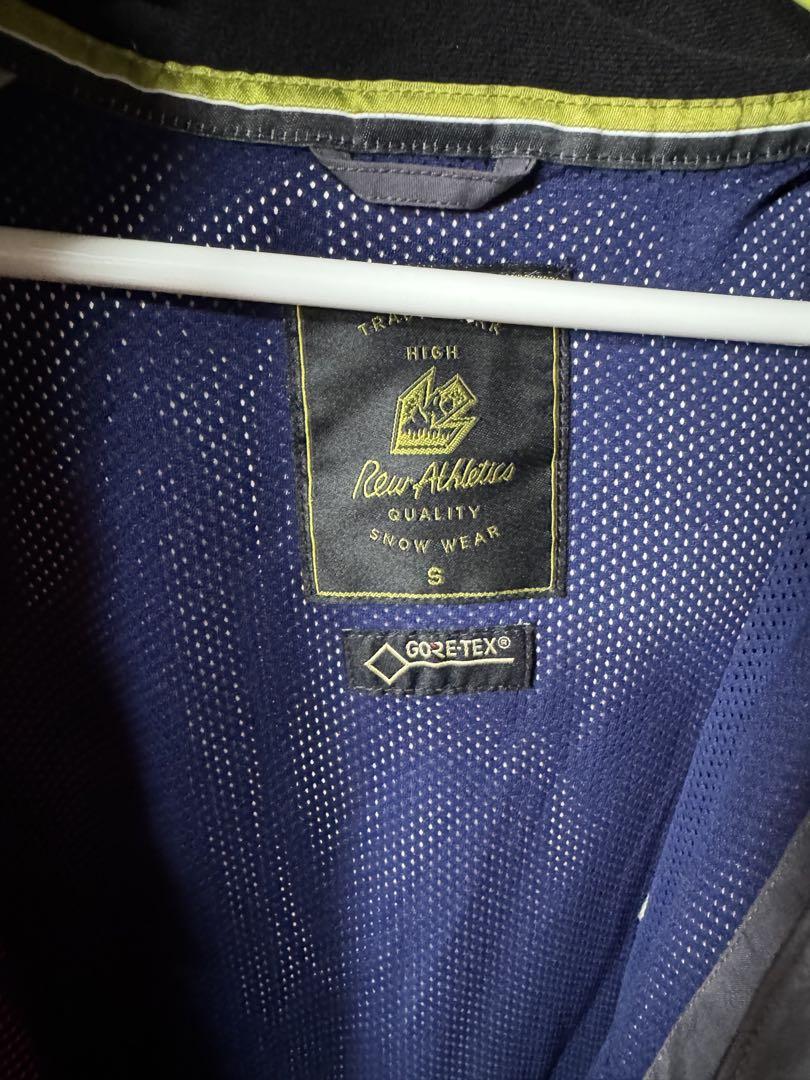 HIGH
Rew-Athletics
QUALITY
SNOW WEAR
S
GORE-TEX®